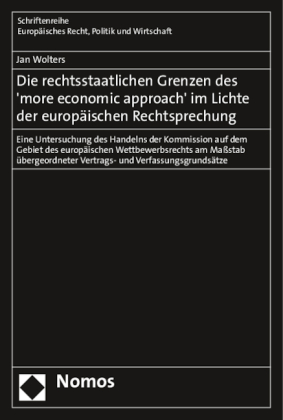 Schriftenreihe
Europäisches Recht, Politik und Wirtschaft
Jan Wolters
Die rechtsstaatlichen Grenzen des
'more economic approach' im Lichte
der europäischen Rechtsprechung
Eine Untersuchung des Handelns der Kommission auf dem
Gebiet des europäischen Wettbewerbsrechts am Maßstab
übergeordneter Vertrags- und Verfassungsgrundsätze
Nomos